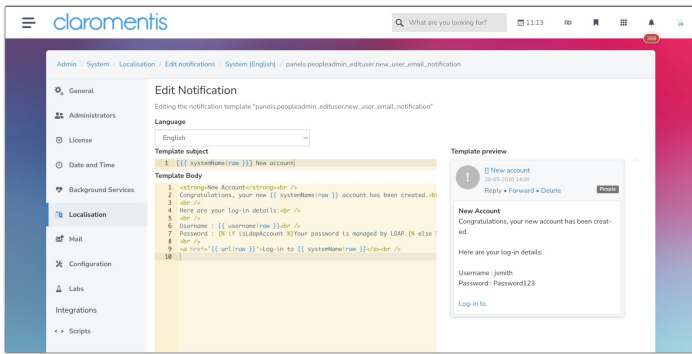 claromentis
What are you looking for?
11:13
268
Admin / System / Localisation / Edit notifications / System (English) / panels.peopleadmin_edituser.new_user_email_notification
General
Administrators
License
Date and Time
Background Services
Localisation
Mail
Configuration
Labs
Integrations
Scripts
Edit Notification
Editing the notification template "panels.peopleadmin_edituser.new_user_email_notification"
Language
English
Template subject
1 [{{ systemName|raw }}] New account
Template Body
1 <strong>New Account</strong><br />
2 Congratulations, your new {{ systemName|raw }} account has been created.<b
3 <br />
4 Here are your log-in details:<br />
5 <br />
6 Username : {{ username|raw }}<br />
7 Password : {% if isLdapAccount %}Your password is managed by LDAP.{% else
8 <br />
9 <a href="{{ url|raw }}">Log-in to {{ systemName|raw }}</a><br />
10
Template preview
[] New account
29-05-2020 14:00
Reply • Forward • Delete
People
New Account
Congratulations, your new account has been creat-
ed.
Here are your log-in details:
Username : jsmith
Password : Password123
Log-in to